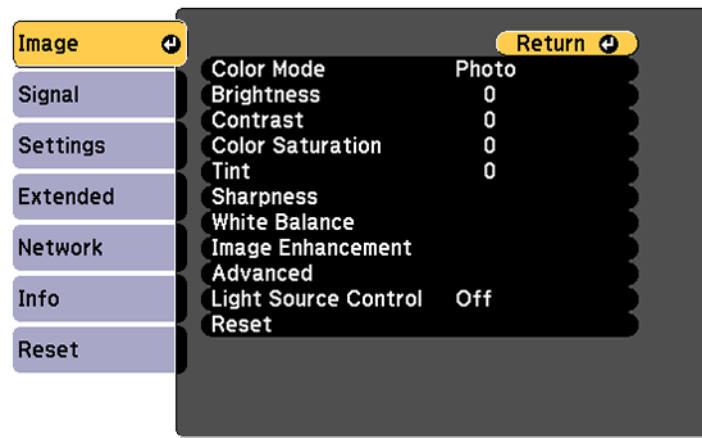 Image
Signal
Settings
Extended
Network
Info
Reset
Return
Color Mode Photo
Brightness 0
Contrast 0
Color Saturation 0
Tint 0
Sharpness
White Balance
Image Enhancement
Advanced
Light Source Control Off
Reset